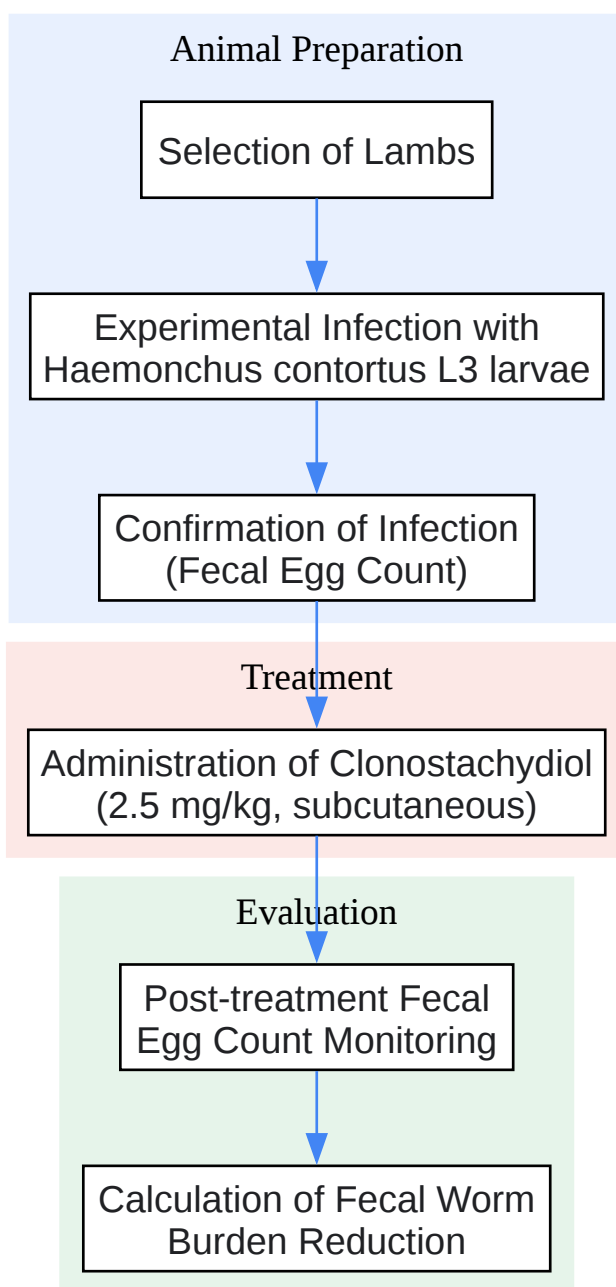 Animal Preparation
Selection of Lambs
Experimental Infection with
Haemonchus contortus L3 larvae
Confirmation of Infection
(Fecal Egg Count)
Treatment
Administration of Clonostachydiol
(2.5 mg/kg, subcutaneous)
Evaluation
Post-treatment Fecal
Egg Count Monitoring
Calculation of Fecal Worm
Burden Reduction